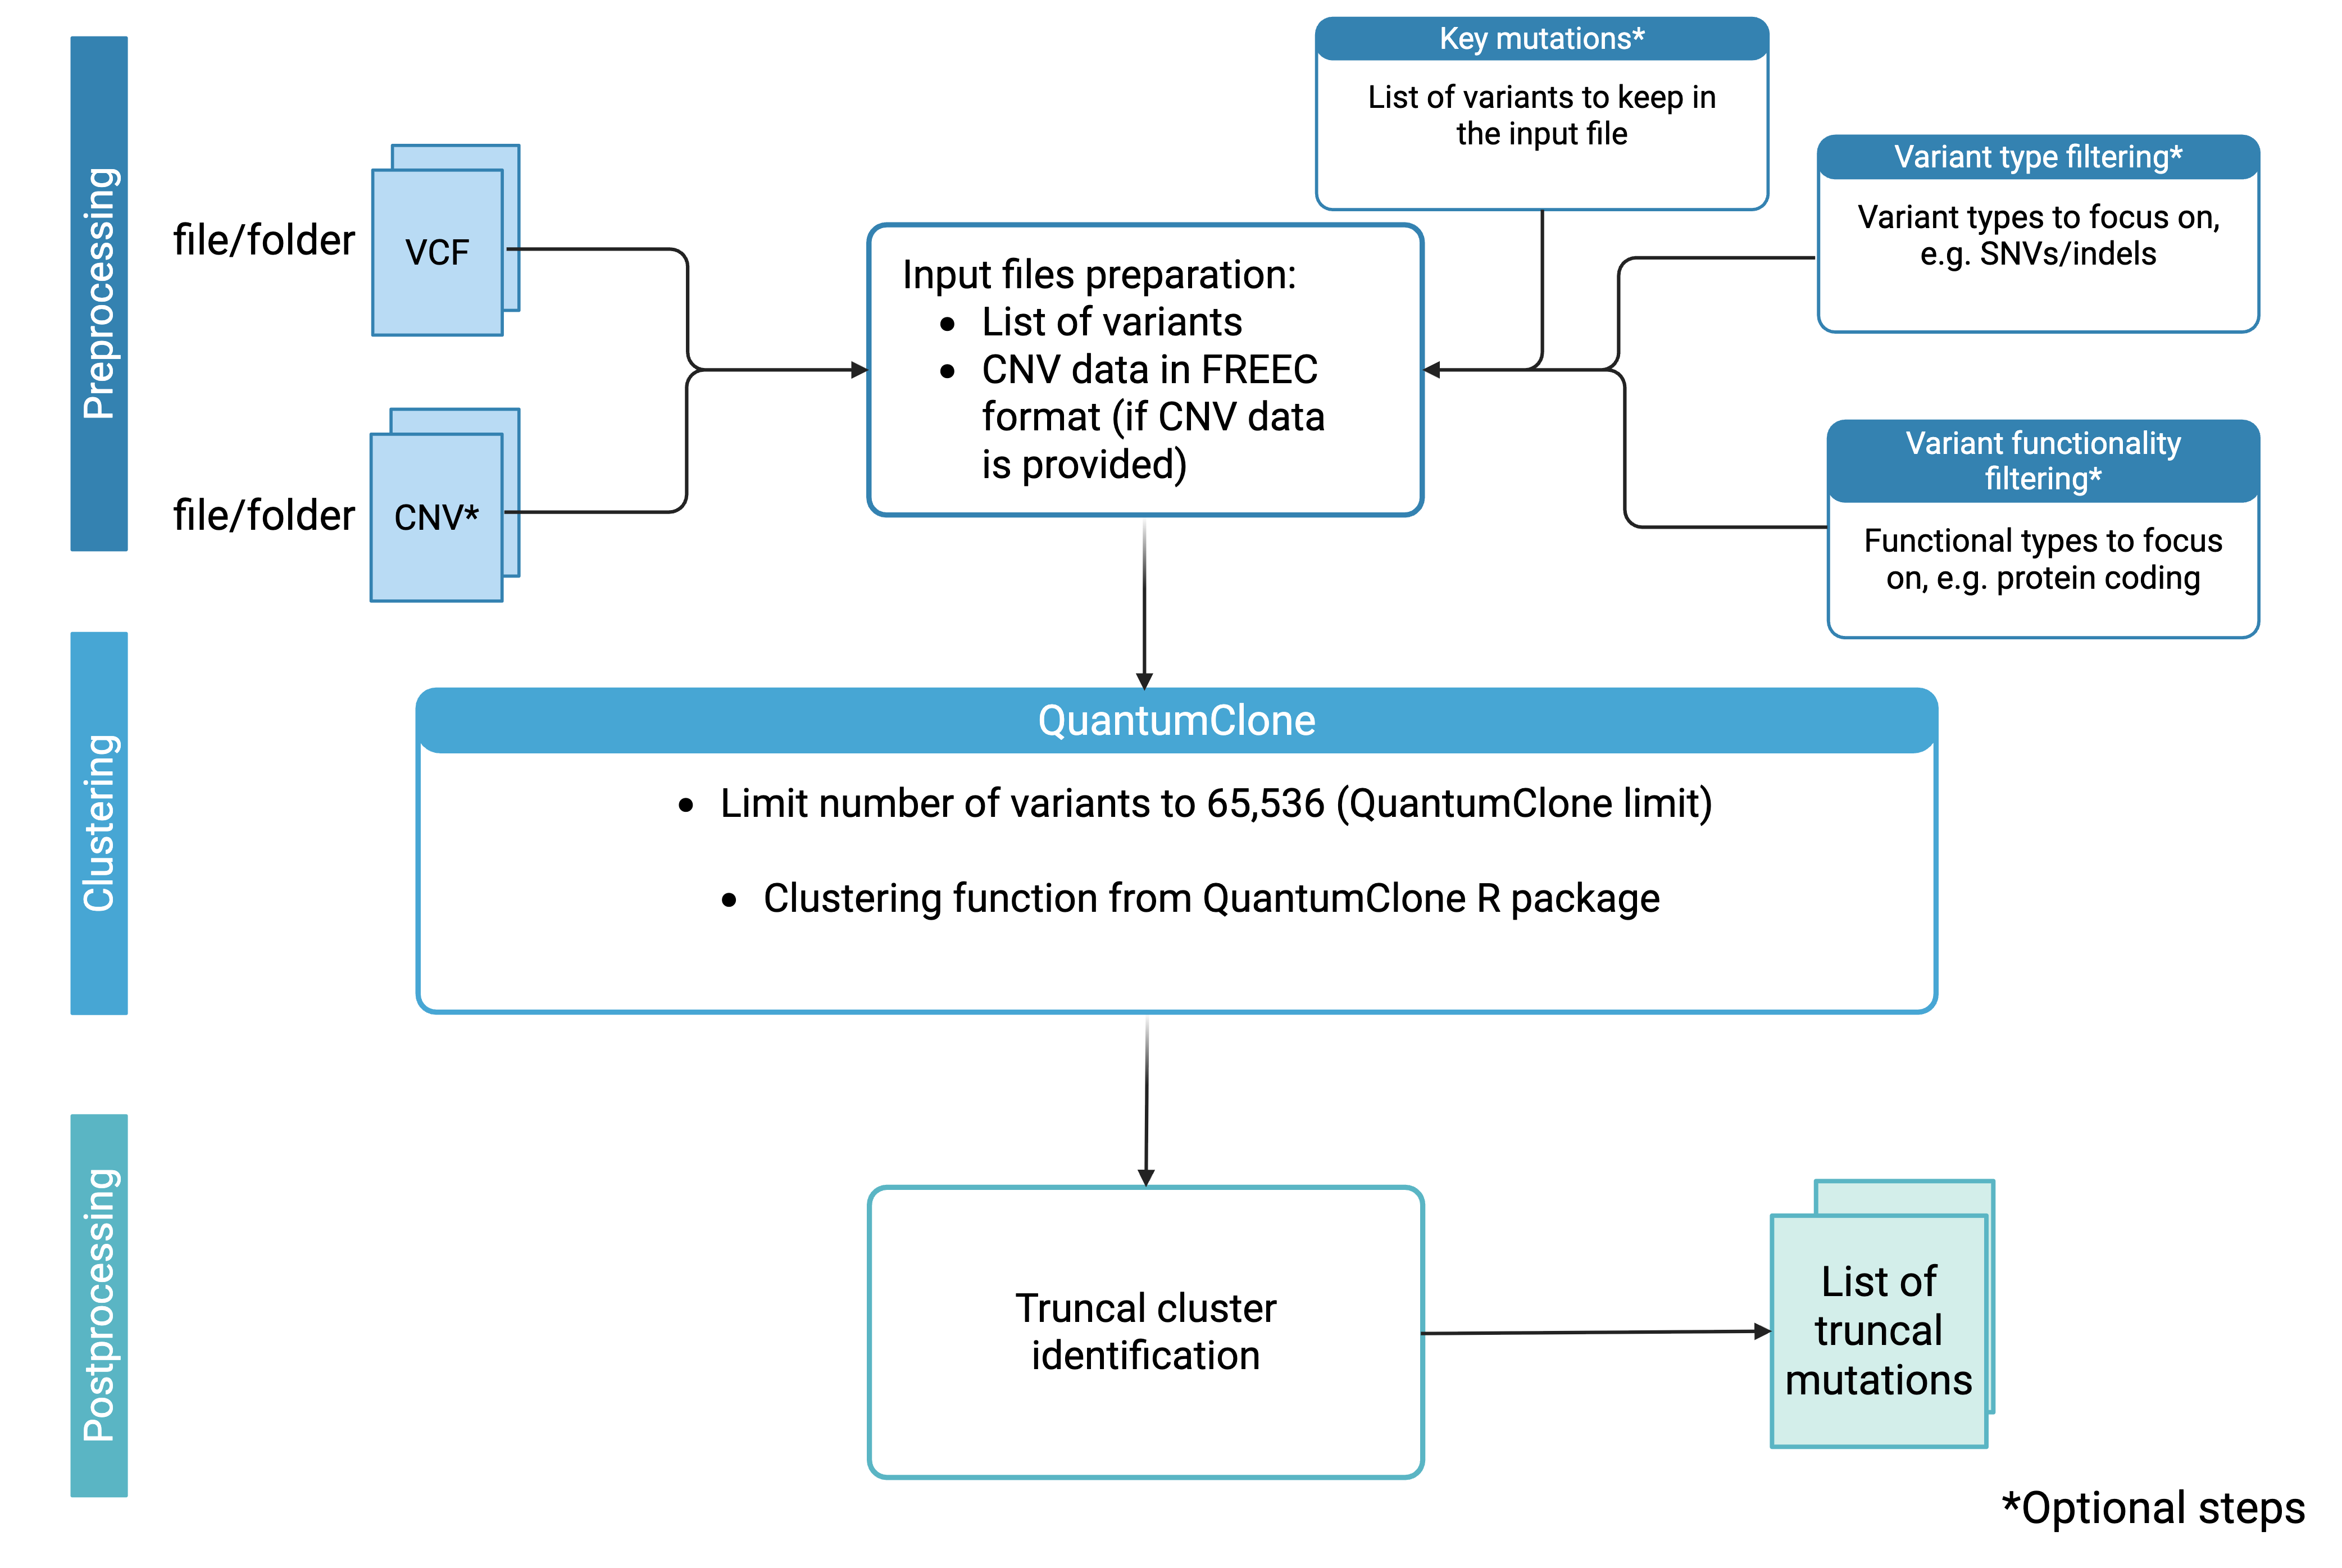 Preprocessing
file/folder
VCF
file/folder
CNV*
Input files preparation:
• List of variants
• CNV data in FREEC
format (if CNV data
is provided)
Key mutations*
List of variants to keep in
the input file
Variant type filtering*
Variant types to focus on,
e.g. SNVs/indels
Variant functionality
filtering*
Functional types to focus
on, e.g. protein coding
Clustering
QuantumClone
• Limit number of variants to 65,536 (QuantumClone limit)
• Clustering function from QuantumClone R package
Postprocessing
Truncal cluster
identification
List of
truncal
mutations
*Optional steps